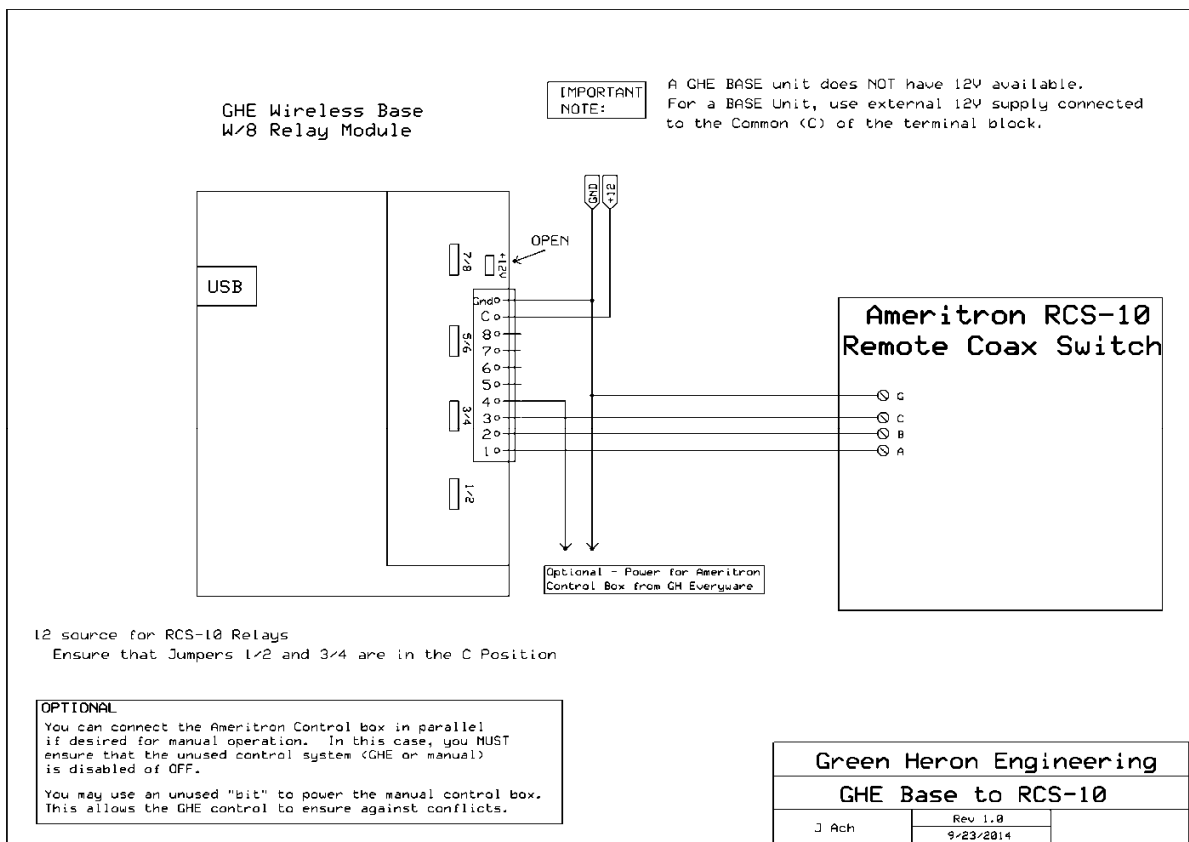 IMPORTANT
NOTE:
A GHE BASE unit does NOT have 12V available.
For a BASE Unit, use external 12V supply connected
to the Common (C) of the terminal block.
GHE Wireless Base
W/8 Relay Module
GND
+12
OPEN
7/8
+12V
USB
Gnd
C
8
7
6
5
4
3
2
1
5/6
3/4
1/2
Ameritron RCS-10
Remote Coax Switch
G
C
B
A
Optional - Power for Ameritron
Control Box from GH Everyware
12 source for RCS-10 Relays
Ensure that Jumpers 1/2 and 3/4 are in the C Position
OPTIONAL
You can connect the Ameritron Control box in parallel
if desired for manual operation. In this case, you MUST
ensure that the unused control system (GHE or manual)
is disabled of OFF.
You may use an unused "bit" to power the manual control box.
This allows the GHE control to ensure against conflicts.
Green Heron Engineering
GHE Base to RCS-10
J Ach
Rev 1.0
9/23/2014